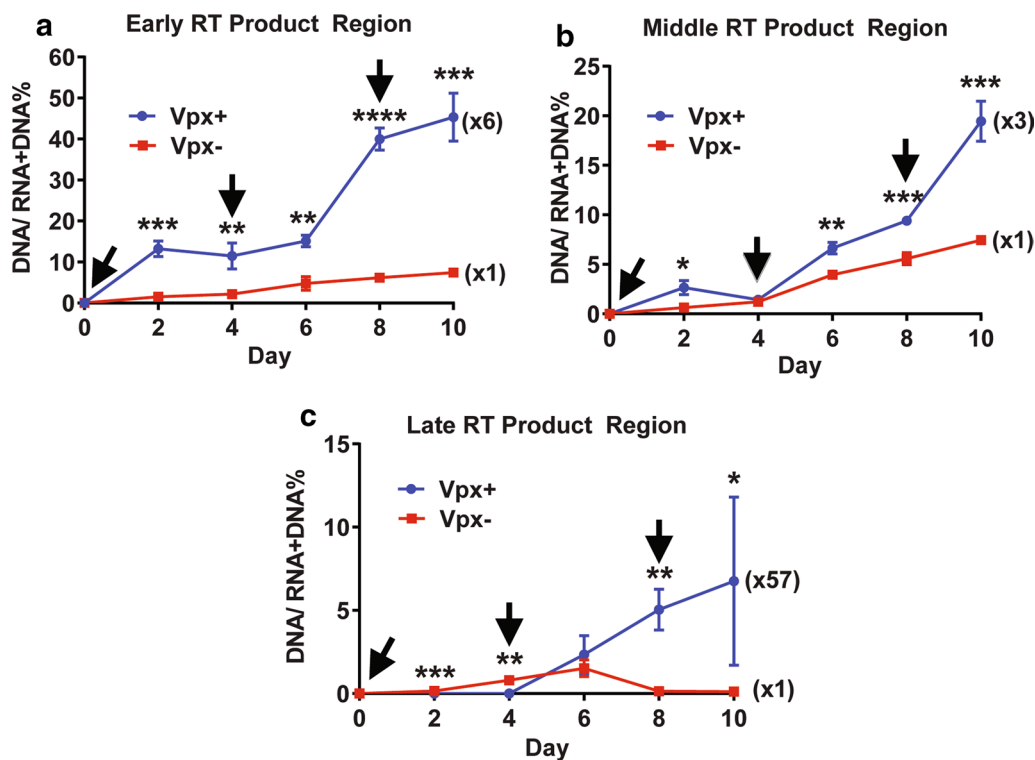 a
Early RT Product Region
DNA/ RNA+DNA%
60
50
40
30
20
10
0
Vpx+
Vpx-
***
**
**
****
***
(x6)
(x1)
0 2 4 6 8 10
Day
b
Middle RT Product Region
DNA/ RNA+DNA%
25
20
15
10
5
0
Vpx+
Vpx-
*
**
***
***
(x3)
(x1)
0 2 4 6 8 10
Day
c
Late RT Product Region
DNA/ RNA+DNA%
15
10
5
0
Vpx+
Vpx-
***
**
**
*
(x57)
(x1)
0 2 4 6 8 10
Day